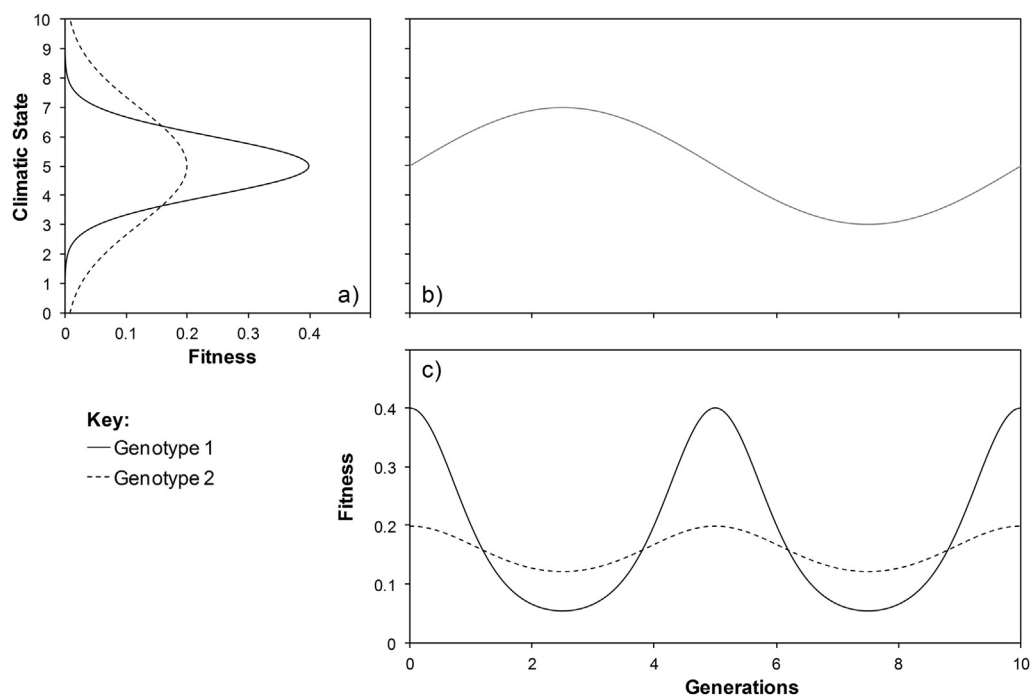 10
9
8
7
6
5
4
3
2
1
0
Climatic State
a)
0 0.1 0.2 0.3 0.4
Fitness
b)
Key:
Genotype 1
Genotype 2
c)
0.4
0.3
0.2
0.1
0
Fitness
0 2 4 6 8 10
Generations